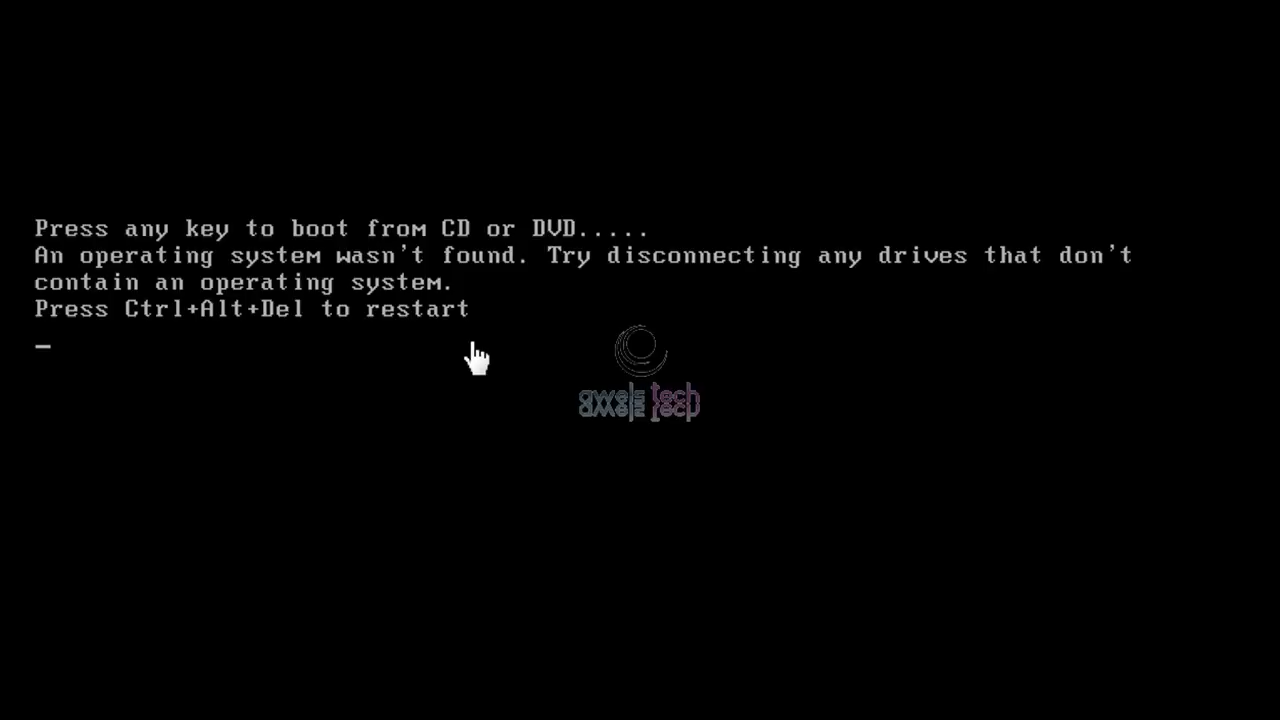 Press any key to boot from CD or DVD.....
An operating system wasn't found. Try disconnecting any drives that don't
contain an operating system.
Press Ctrl+Alt+Del to restart
_
qwels tech